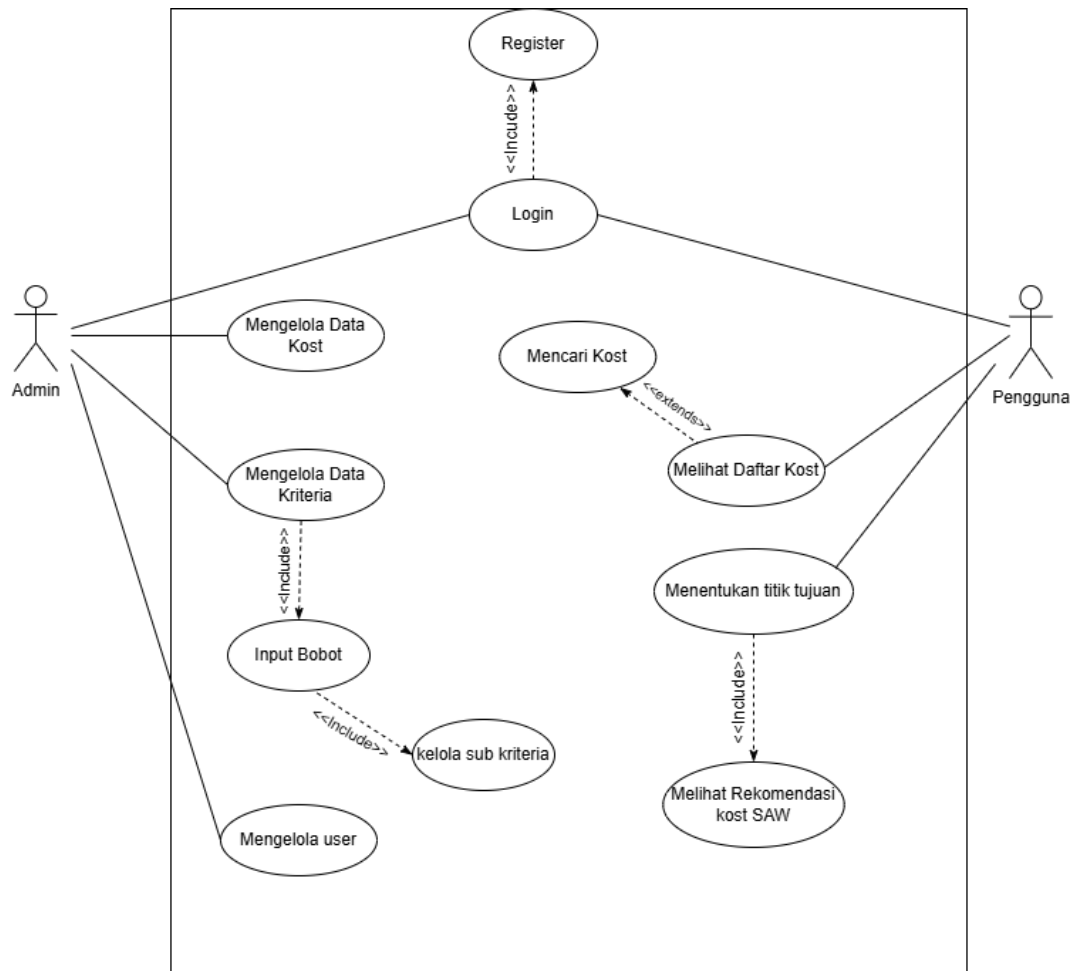 Register
<<Incude>>
Login
Admin
Mengelola Data
Kost
Mencari Kost
Pengguna
<<extends>>
Melihat Daftar Kost
Mengelola Data
Kriteria
<<Include>>
Menentukan titik tujuan
Input Bobot
<<Include>>
<<Include>>
kelola sub kriteria
Melihat Rekomendasi
kost SAW
Mengelola user